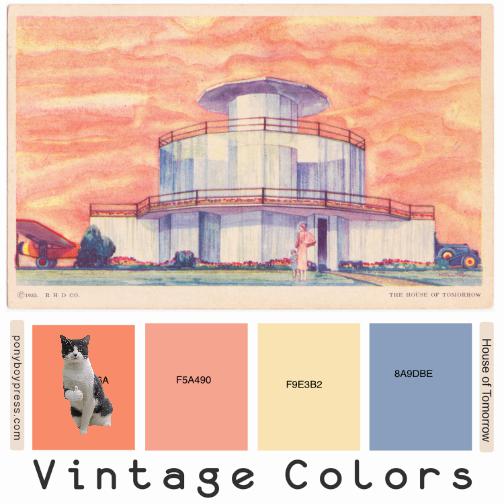 ©1933. R H D CO.
THE HOUSE OF TOMORROW
ponyboypress.com
F5A490
F9E3B2
8A9DBE
House of Tomorrow
Vintage Colors